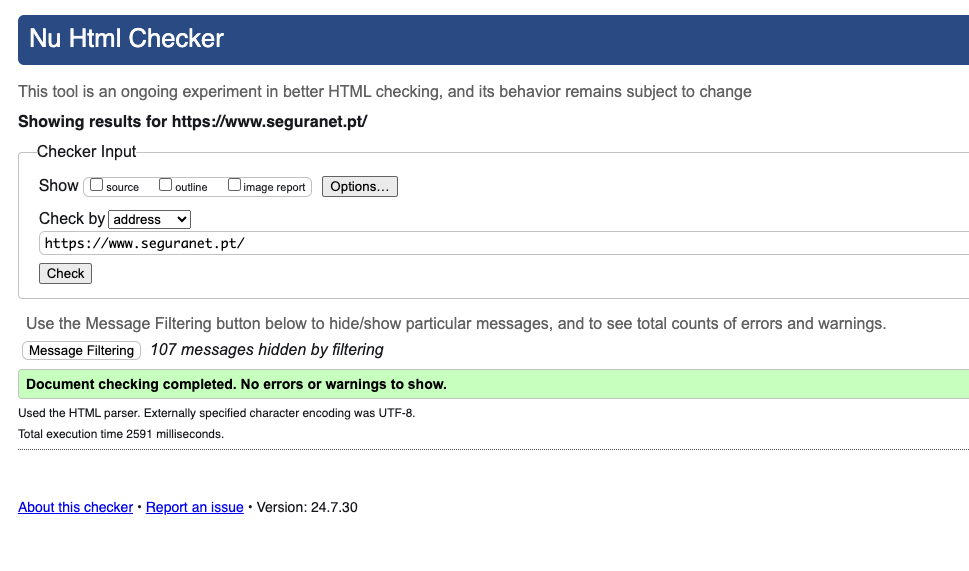 Nu Html Checker
This tool is an ongoing experiment in better HTML checking, and its behavior remains subject to change
Showing results for https://www.seguranet.pt/
Checker Input
Show source outline image report Options…
Check by address
https://www.seguranet.pt/
Check
Use the Message Filtering button below to hide/show particular messages, and to see total counts of errors and warnings.
Message Filtering 107 messages hidden by filtering
Document checking completed. No errors or warnings to show.
Used the HTML parser. Externally specified character encoding was UTF-8.
Total execution time 2591 milliseconds.
About this checker • Report an issue • Version: 24.7.30